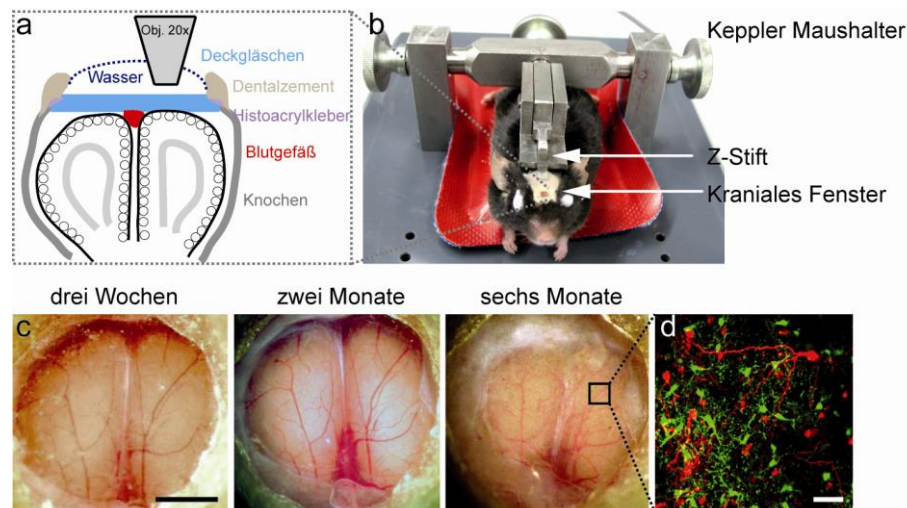 a
Obj. 20x
Deckgläschen
Wasser
Dentalzement
Histoacrylkleber
Blutgefäß
Knochen
b
Keppler Maushalter
Z-Stift
Kraniales Fenster
drei Wochen
zwei Monate
sechs Monate
c
d